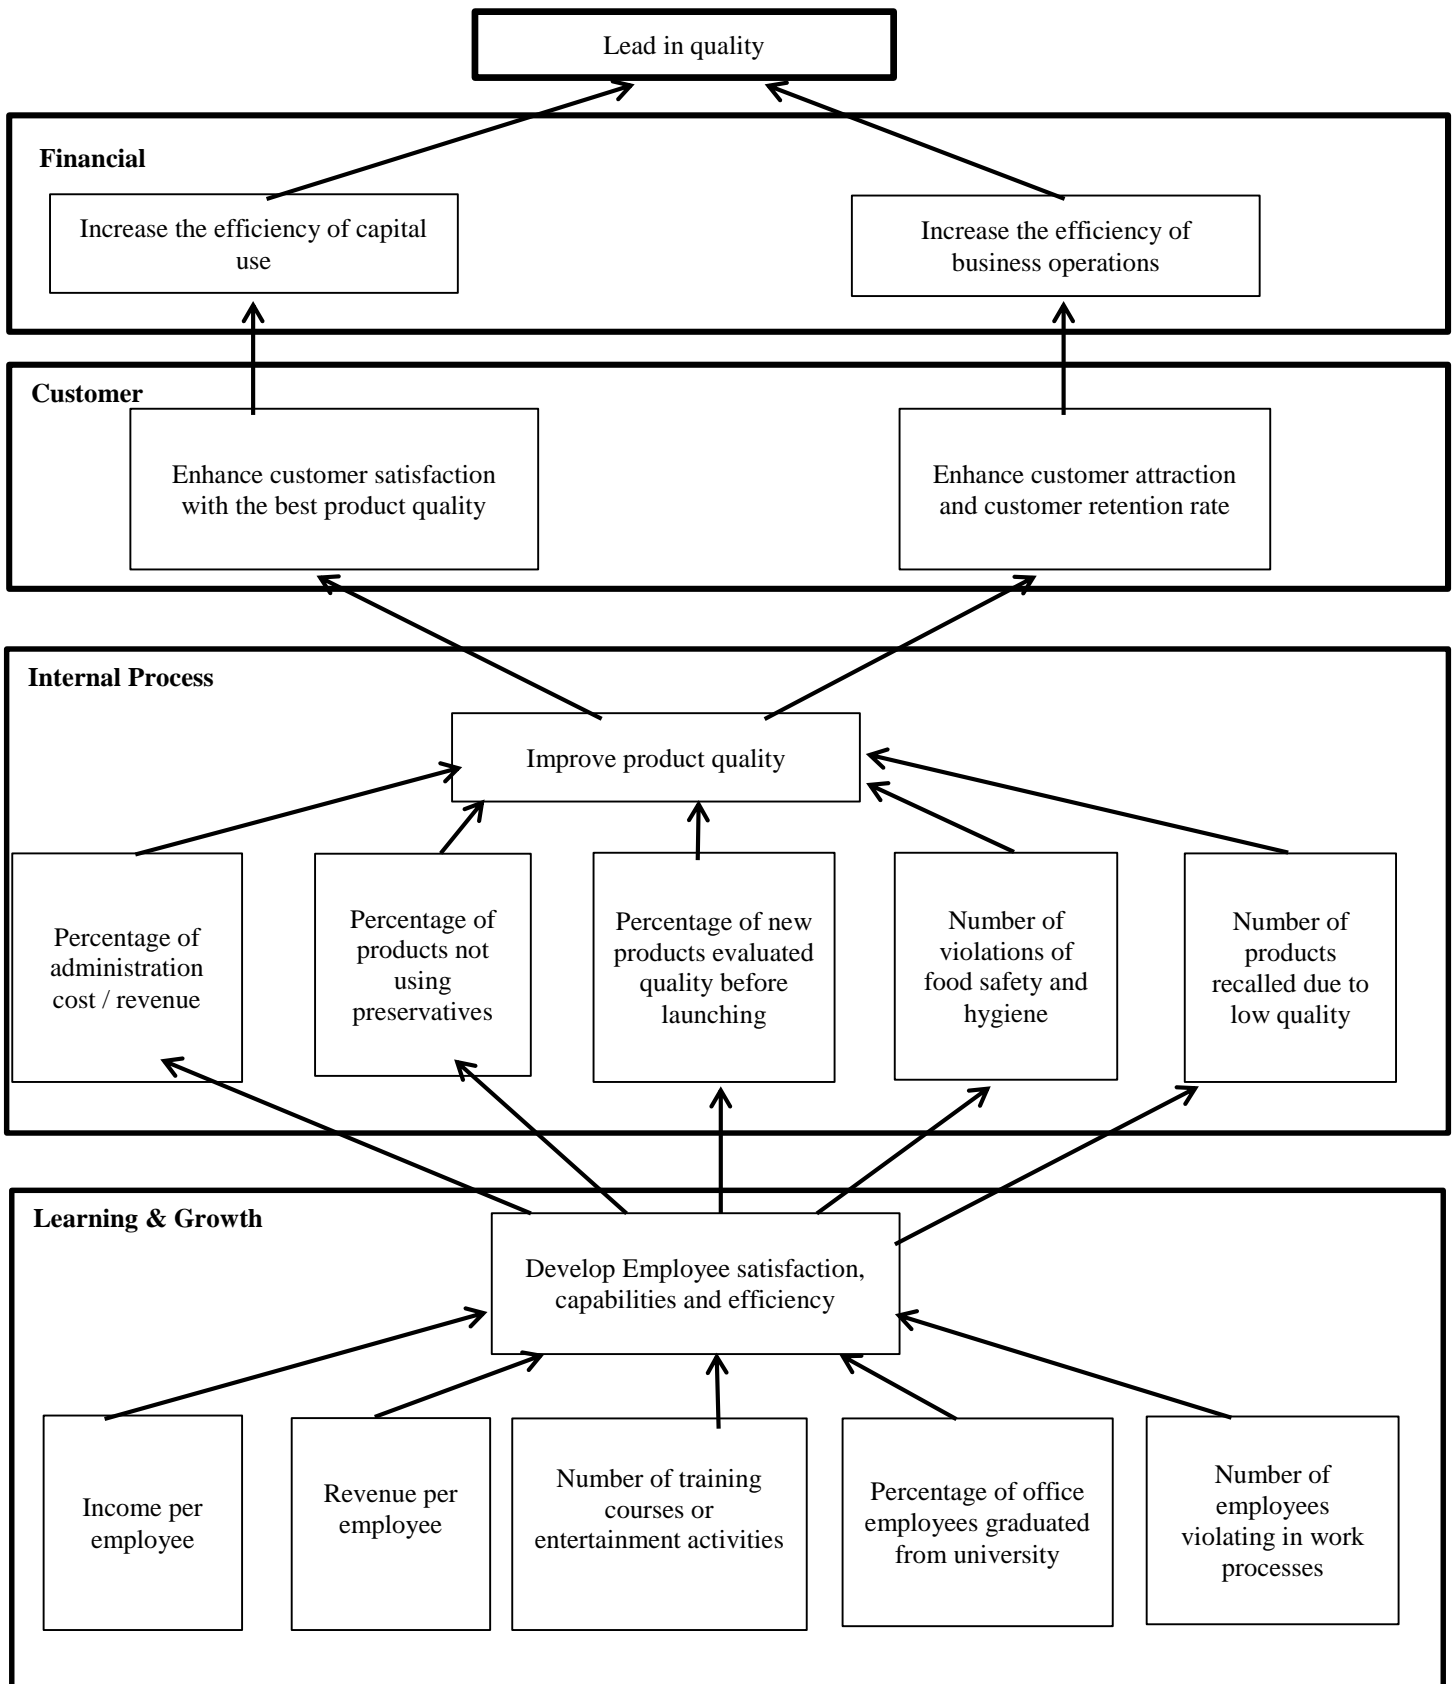 Lead in quality
Financial
Increase the efficiency of capital
use
Increase the efficiency of
business operations
Customer
Enhance customer satisfaction
with the best product quality
Enhance customer attraction
and customer retention rate
Internal Process
Improve product quality
Percentage of
administration
cost / revenue
Percentage of
products not
using
preservatives
Percentage of new
products evaluated
quality before
launching
Number of
violations of
food safety and
hygiene
Number of
products
recalled due to
low quality
Learning & Growth
Develop Employee satisfaction,
capabilities and efficiency
Income per
employee
Revenue per
employee
Number of training
courses or
entertainment activities
Percentage of office
employees graduated
from university
Number of
employees
violating in work
processes